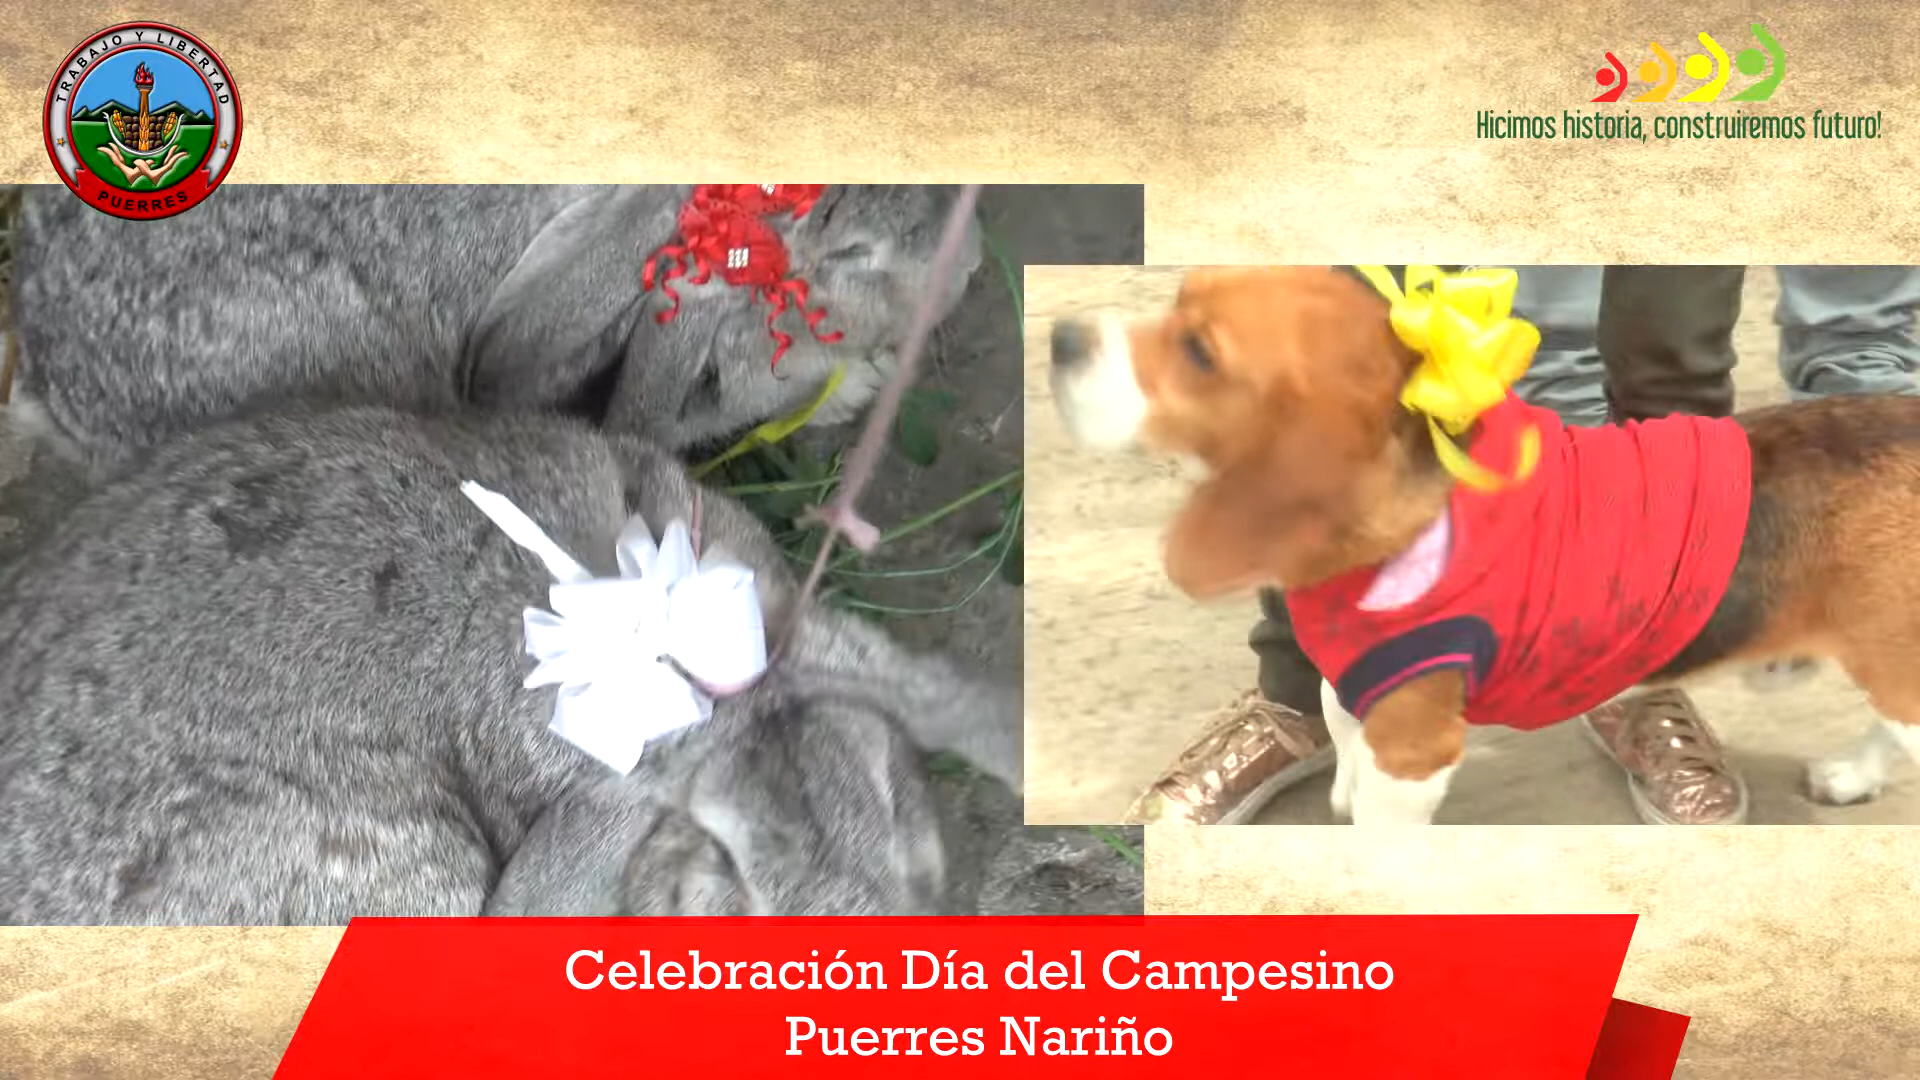 TRABAJO Y LIBERTAD
PUERRES
Hicimos historia, construiremos futuro!
Celebración Día del Campesino
Puerres Nariño